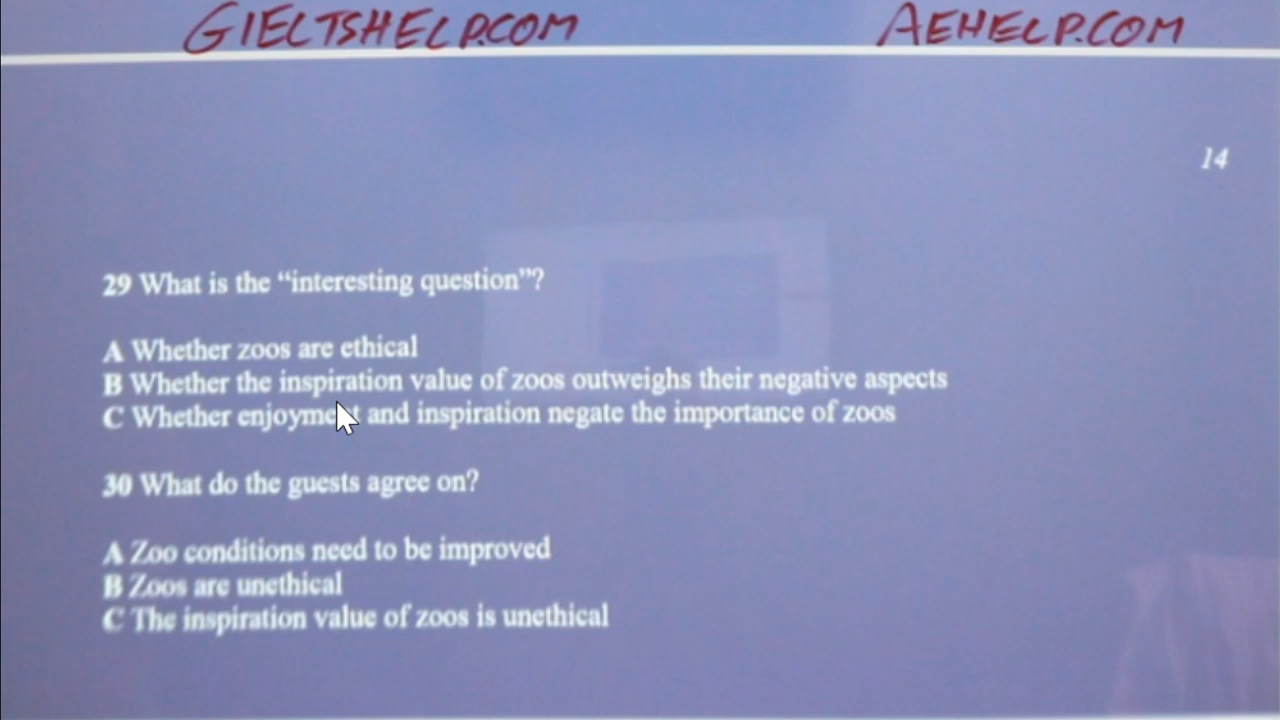 GIELTSHELP.COM AEHELP.COM
14
29 What is the “interesting question”?
A Whether zoos are ethical
B Whether the inspiration value of zoos outweighs their negative aspects
C Whether enjoyment and inspiration negate the importance of zoos
30 What do the guests agree on?
A Zoo conditions need to be improved
B Zoos are unethical
C The inspiration value of zoos is unethical